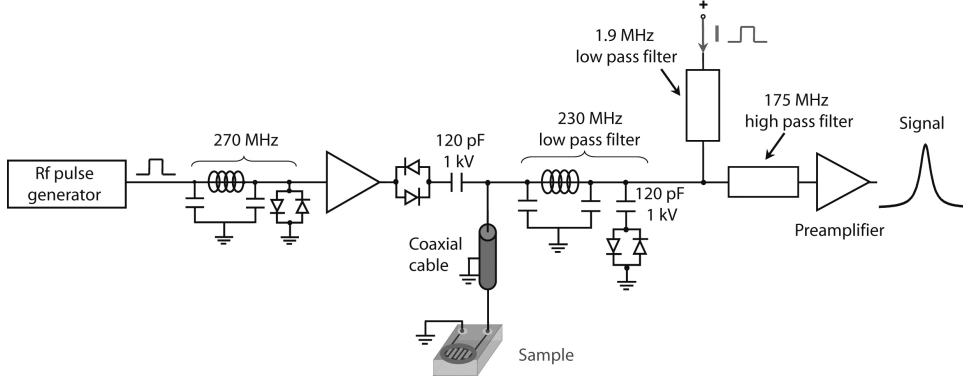 +
I
1.9 MHz
low pass filter
175 MHz
high pass filter
230 MHz
low pass filter
270 MHz
120 pF
1 kV
Signal
Rf pulse
generator
120 pF
1 kV
Preamplifier
Coaxial
cable
Sample